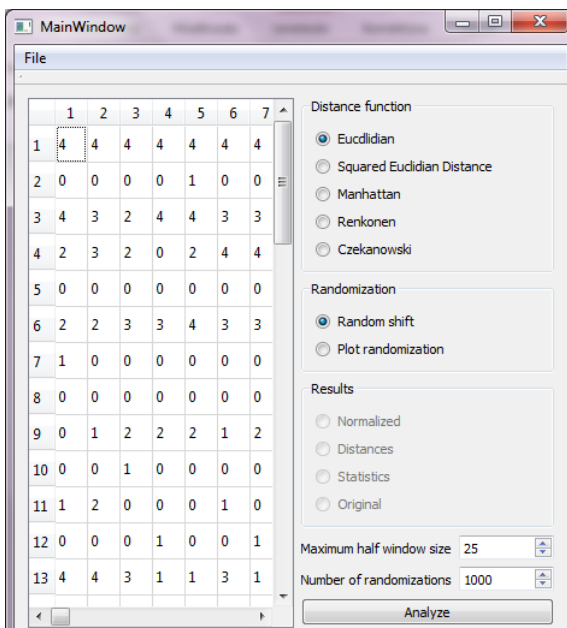 MainWindow
File
1 2 3 4 5 6 7
1 4 4 4 4 4 4 4
2 0 0 0 0 1 0 0
3 4 3 2 4 4 3 3
4 2 3 2 0 2 4 4
5 0 0 0 0 0 0 0
6 2 2 3 3 4 3 3
7 1 0 0 0 0 0 0
8 0 0 0 0 0 0 0
9 0 1 2 2 2 1 2
10 0 0 1 0 0 0 0
11 1 2 0 0 0 1 0
12 0 0 0 1 0 0 1
13 4 4 3 1 1 3 1
Distance function
Eucdlidian
Squared Euclidian Distance
Manhattan
Renkonen
Czekanowski
Randomization
Random shift
Plot randomization
Results
Normalized
Distances
Statistics
Original
Maximum half window size 25
Number of randomizations 1000
Analyze